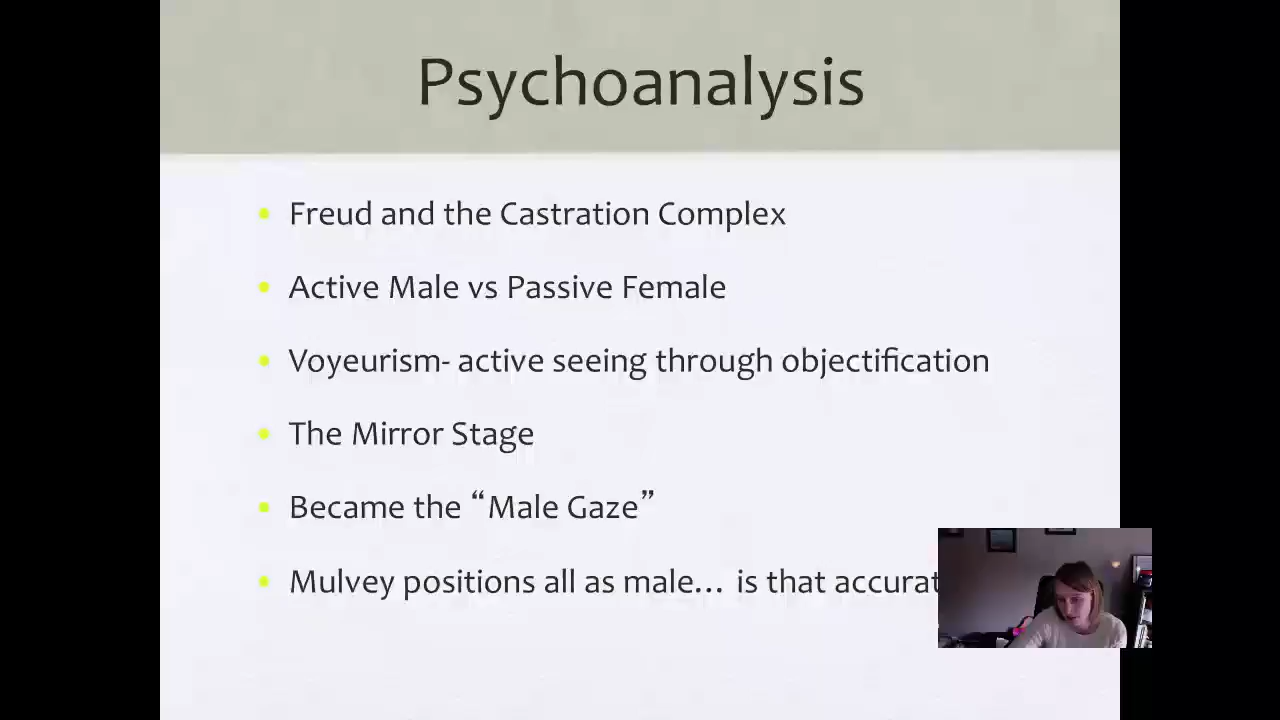 Psychoanalysis
Freud and the Castration Complex
Active Male vs Passive Female
Voyeurism- active seeing through objectification
The Mirror Stage
Became the “Male Gaze”
Mulvey positions all as male… is that